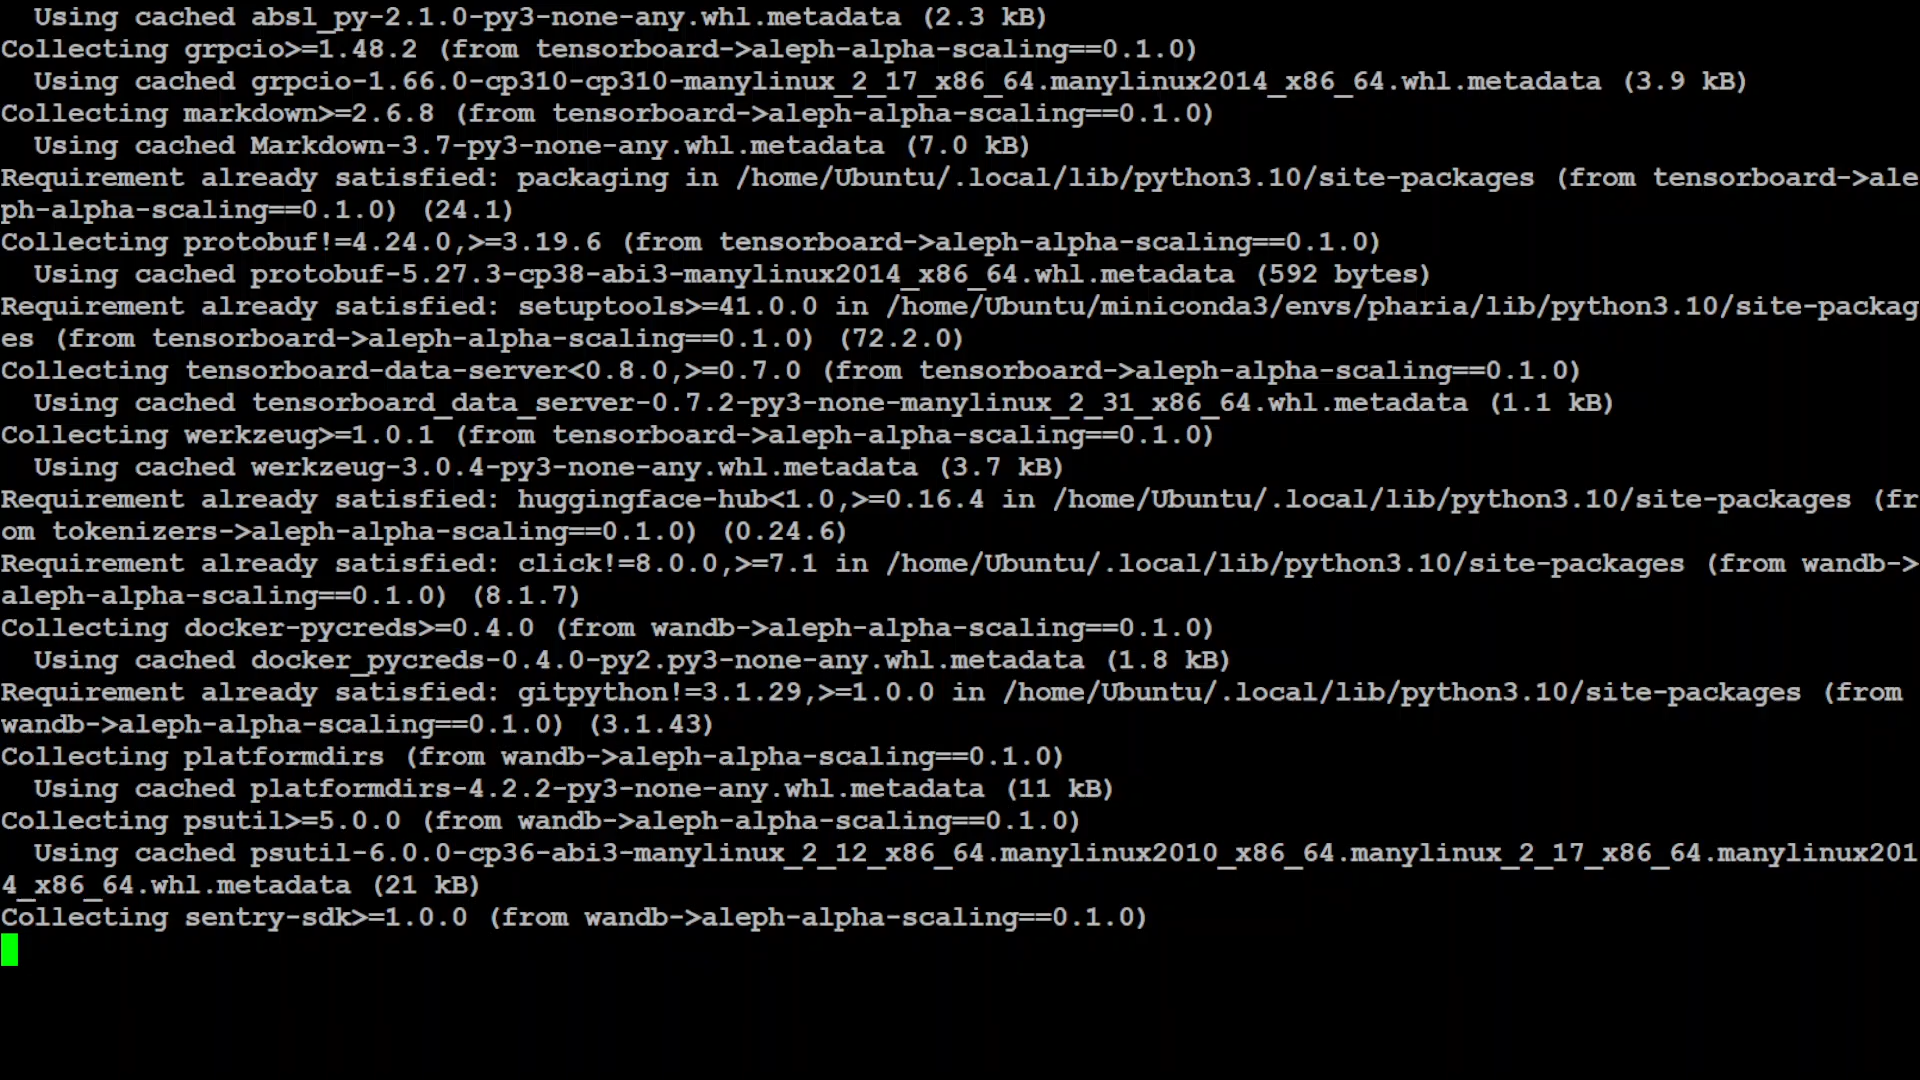 Using cached absl_py-2.1.0-py3-none-any.whl.metadata (2.3 kB)
Collecting grpcio>=1.48.2 (from tensorboard->aleph-alpha-scaling==0.1.0)
  Using cached grpcio-1.66.0-cp310-cp310-manylinux_2_17_x86_64.manylinux2014_x86_64.whl.metadata (3.9 kB)
Collecting markdown>=2.6.8 (from tensorboard->aleph-alpha-scaling==0.1.0)
  Using cached Markdown-3.7-py3-none-any.whl.metadata (7.0 kB)
Requirement already satisfied: packaging in /home/Ubuntu/.local/lib/python3.10/site-packages (from tensorboard->ale
ph-alpha-scaling==0.1.0) (24.1)
Collecting protobuf!=4.24.0,>=3.19.6 (from tensorboard->aleph-alpha-scaling==0.1.0)
  Using cached protobuf-5.27.3-cp38-abi3-manylinux2014_x86_64.whl.metadata (592 bytes)
Requirement already satisfied: setuptools>=41.0.0 in /home/Ubuntu/miniconda3/envs/pharia/lib/python3.10/site-packag
es (from tensorboard->aleph-alpha-scaling==0.1.0) (72.2.0)
Collecting tensorboard-data-server<0.8.0,>=0.7.0 (from tensorboard->aleph-alpha-scaling==0.1.0)
  Using cached tensorboard_data_server-0.7.2-py3-none-manylinux_2_31_x86_64.whl.metadata (1.1 kB)
Collecting werkzeug>=1.0.1 (from tensorboard->aleph-alpha-scaling==0.1.0)
  Using cached werkzeug-3.0.4-py3-none-any.whl.metadata (3.7 kB)
Requirement already satisfied: huggingface-hub<1.0,>=0.16.4 in /home/Ubuntu/.local/lib/python3.10/site-packages (fr
om tokenizers->aleph-alpha-scaling==0.1.0) (0.24.6)
Requirement already satisfied: click!=8.0.0,>=7.1 in /home/Ubuntu/.local/lib/python3.10/site-packages (from wandb->
aleph-alpha-scaling==0.1.0) (8.1.7)
Collecting docker-pycreds>=0.4.0 (from wandb->aleph-alpha-scaling==0.1.0)
  Using cached docker_pycreds-0.4.0-py2.py3-none-any.whl.metadata (1.8 kB)
Requirement already satisfied: gitpython!=3.1.29,>=1.0.0 in /home/Ubuntu/.local/lib/python3.10/site-packages (from
wandb->aleph-alpha-scaling==0.1.0) (3.1.43)
Collecting platformdirs (from wandb->aleph-alpha-scaling==0.1.0)
  Using cached platformdirs-4.2.2-py3-none-any.whl.metadata (11 kB)
Collecting psutil>=5.0.0 (from wandb->aleph-alpha-scaling==0.1.0)
  Using cached psutil-6.0.0-cp36-abi3-manylinux_2_12_x86_64.manylinux2010_x86_64.manylinux_2_17_x86_64.manylinux201
4_x86_64.whl.metadata (21 kB)
Collecting sentry-sdk>=1.0.0 (from wandb->aleph-alpha-scaling==0.1.0)